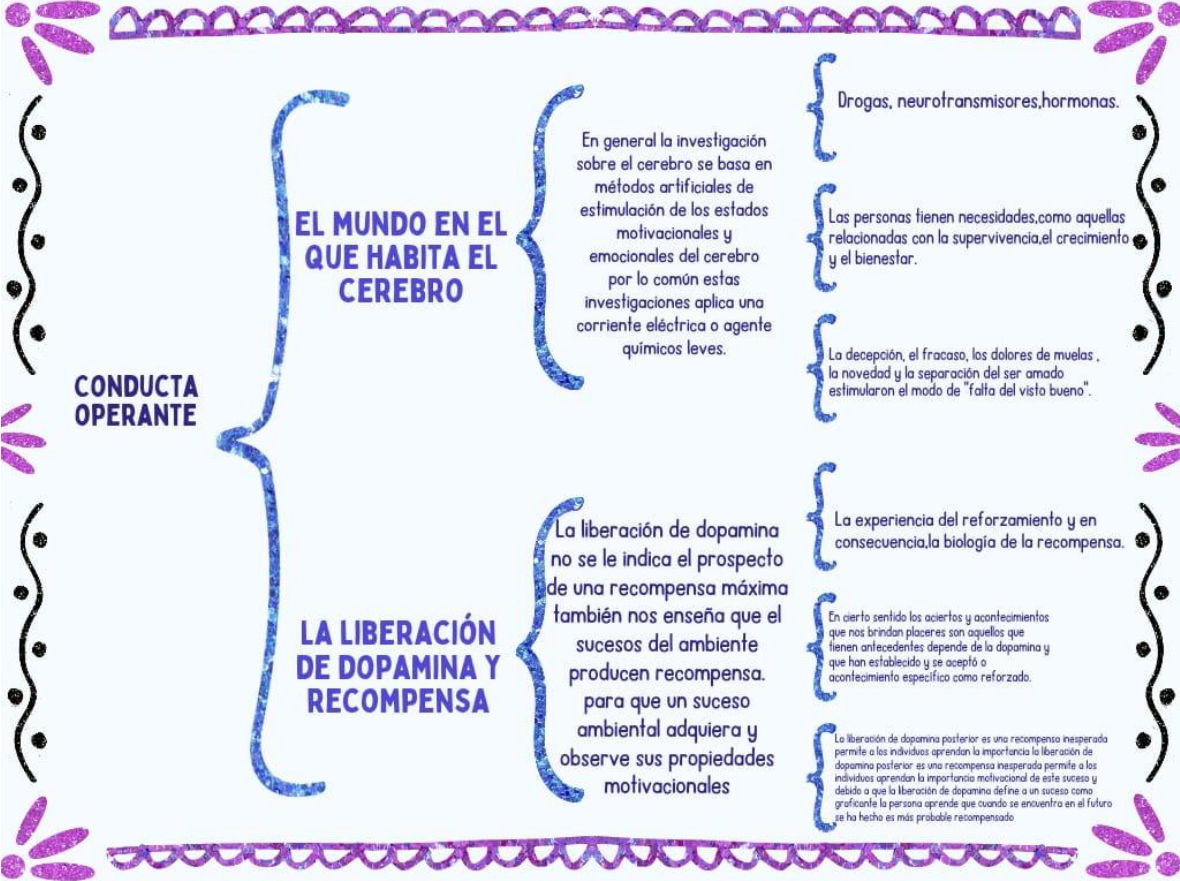 CONDUCTA
OPERANTE
EL MUNDO EN EL
QUE HABITA EL
CEREBRO
En general la investigación
sobre el cerebro se basa en
métodos artificiales de
estimulación de los estados
motivacionales y
emocionales del cerebro
por lo común estas
investigaciones aplica una
corriente eléctrica o agente
químicos leves.
Drogas, neurotransmisores,hormonas.
Las personas tienen necesidades,como aquellas
relacionadas con la supervivencia,el crecimiento
y el bienestar.
La decepción, el fracaso, los dolores de muelas ,
la novedad y la separación del ser amado
estimularon el modo de "falta del visto bueno".
LA LIBERACIÓN
DE DOPAMINA Y
RECOMPENSA
La liberación de dopamina
no se le indica el prospecto
de una recompensa máxima
también nos enseña que el
sucesos del ambiente
producen recompensa.
para que un suceso
ambiental adquiera y
observe sus propiedades
motivacionales
La experiencia del reforzamiento y en
consecuencia,la biología de la recompensa.
En cierto sentido los aciertos y acontecimientos
que nos brindan placeres son aquellos que
tienen antecedentes depende de la dopamina y
que han establecido y se aceptó o
acontecimiento específico como reforzado.
La liberación de dopamina posterior es una recompensa inesperada
permite a los individuos aprendan la importancia la liberación de
dopamina posterior es una recompensa inesperada permite a los
individuos aprendan la importancia motivacional de este suceso y
debido a que la liberación de dopamina define a un suceso como
graficante la persona aprende que cuando se encuentra en el futuro
se ha hecho es más probable recompensado